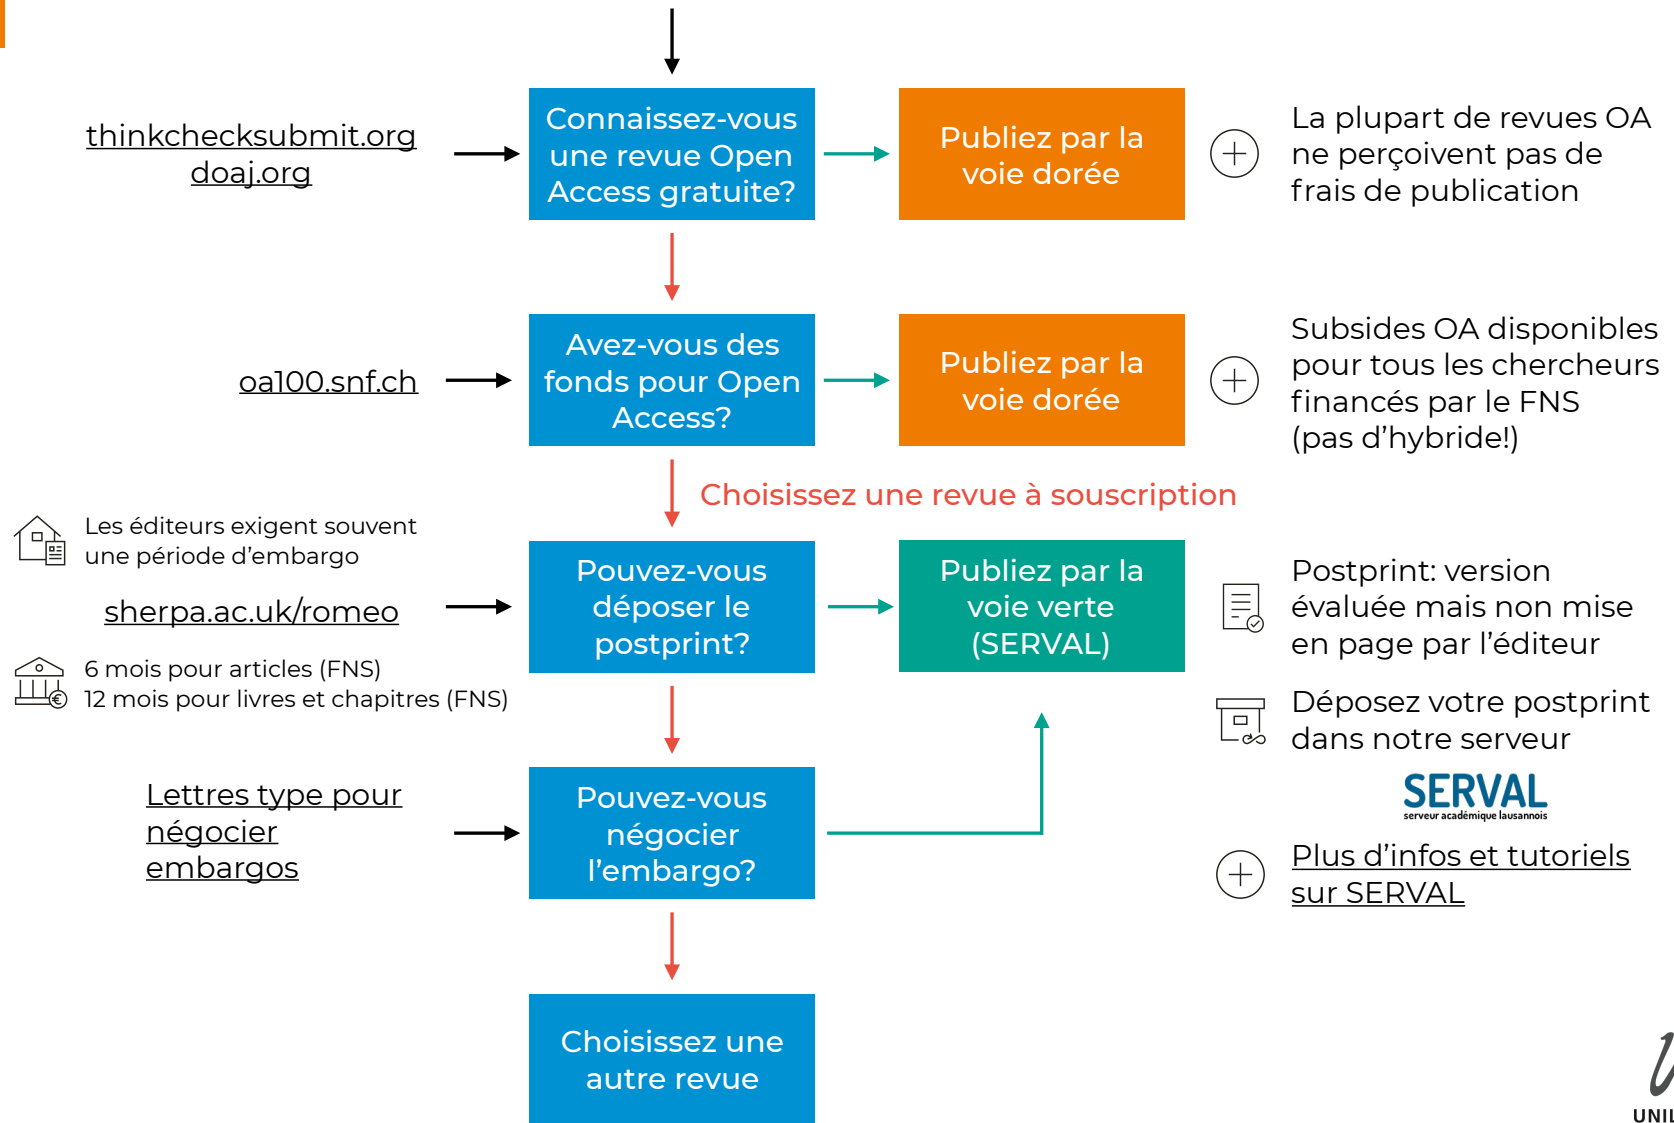 thinkchecksubmit.org
doaj.org
Connaissez-vous
une revue Open
Access gratuite?
Publiez par la
voie dorée
La plupart de revues OA
ne perçoivent pas de
frais de publication
oa100.snf.ch
Avez-vous des
fonds pour Open
Access?
Publiez par la
voie dorée
Subsides OA disponibles
pour tous les chercheurs
financés par le FNS
(pas d’hybride!)
Choisissez une revue à souscription
Les éditeurs exigent souvent
une période d’embargo
sherpa.ac.uk/romeo
6 mois pour articles (FNS)
12 mois pour livres et chapitres (FNS)
Pouvez-vous
déposer le
postprint?
Publiez par la
voie verte
(SERVAL)
Postprint: version
évaluée mais non mise
en page par l’éditeur
Déposez votre postprint
dans notre serveur
SERVAL
serveur académique lausannois
Plus d’infos et tutoriels
sur SERVAL
Lettres type pour
négocier
embargos
Pouvez-vous
négocier
l’embargo?
Choisissez une
autre revue
UNIL